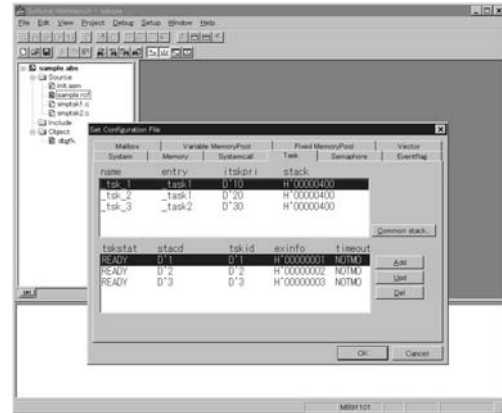 Softune Workbench - sample
File Edit View Project Debug Setup Window Help
sample.abs
Source
init.asm
sample.rcf
smptsk1.c
smptsk2.c
Include
Object
dbgfk.
Set Configuration File
Mailbox Variable MemoryPool Fixed MemoryPool Vector
System Memory Systemcall Task Semaphore Eventflag
name entry itskpri stack
_tsk_1 _task1 D'10 H'00000400
_tsk_2 _task1 D'20 H'00000400
_tsk_3 _task2 D'30 H'00000400
Common stack..
tskstat stacd tskid exinfo timeout
READY D'1 D'1 H'00000001 NOTMO
READY D'2 D'2 H'00000002 NOTMO
READY D'3 D'3 H'00000003 NOTMO
Add
Upd
Del
OK Cancel
MB91101